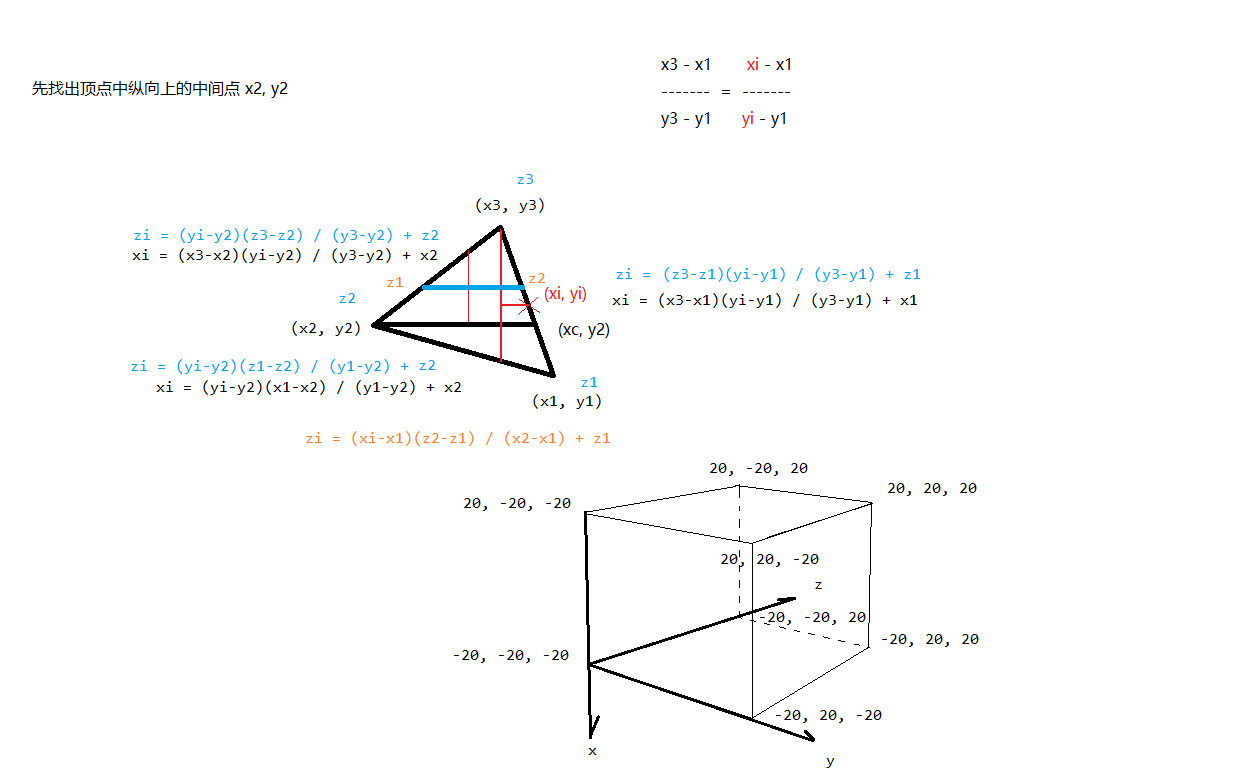 x3 - x1 xi - x1
------- = -------
y3 - y1 yi - y1
先找出顶点中纵向上的中间点 x2, y2
z3
(x3, y3)
zi = (yi-y2)(z3-z2) / (y3-y2) + z2
xi = (x3-x2)(yi-y2) / (y3-y2) + x2
z1
z2
z2
(xi, yi)
(x2, y2)
(xc, y2)
zi = (z3-z1)(yi-y1) / (y3-y1) + z1
xi = (x3-x1)(yi-y1) / (y3-y1) + x1
zi = (yi-y2)(z1-z2) / (y1-y2) + z2
xi = (yi-y2)(x1-x2) / (y1-y2) + x2
z1
(x1, y1)
zi = (xi-x1)(z2-z1) / (x2-x1) + z1
20, -20, 20
20, 20, 20
20, -20, -20
20, 20, -20
z
-20, -20, 20
-20, 20, 20
-20, -20, -20
-20, 20, -20
x
y